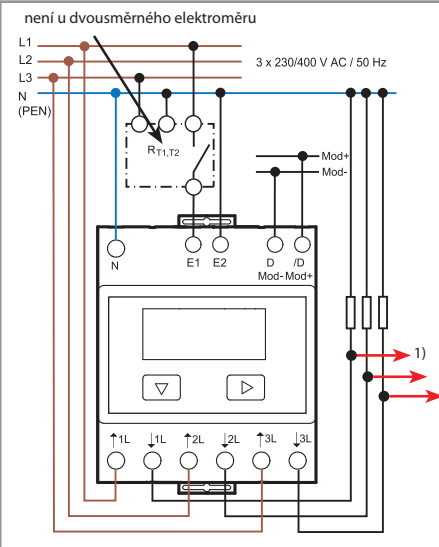 není u dvousměrného elektroměru
L1
L2
3 x 230/400 V AC / 50 Hz
L3
N
(PEN)
RT1,T2
Mod+
Mod-
N
E1
E2
D
/D
Mod- Mod+
1)
↑1L
↓1L
↑2L
↓2L
↑3L
↓3L